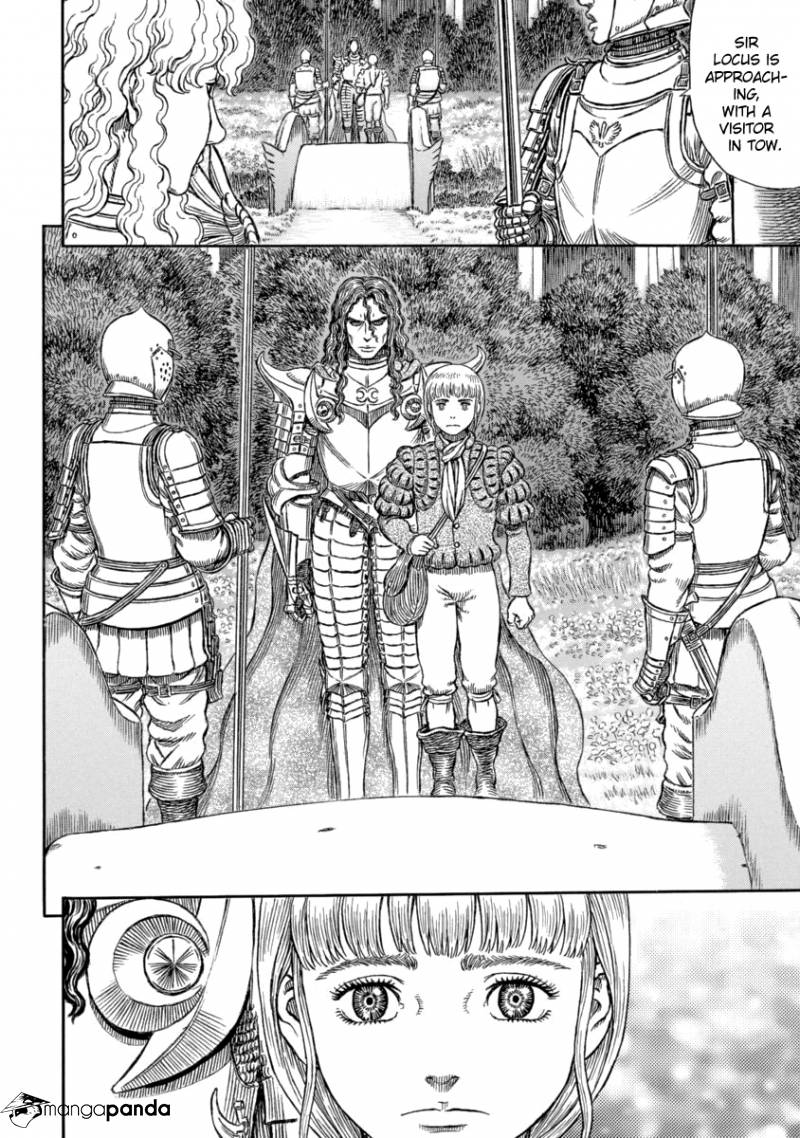 SIR
LOCUS IS
APPROACH-
ING,
WITH A
VISITOR
IN TOW.
mangapanda